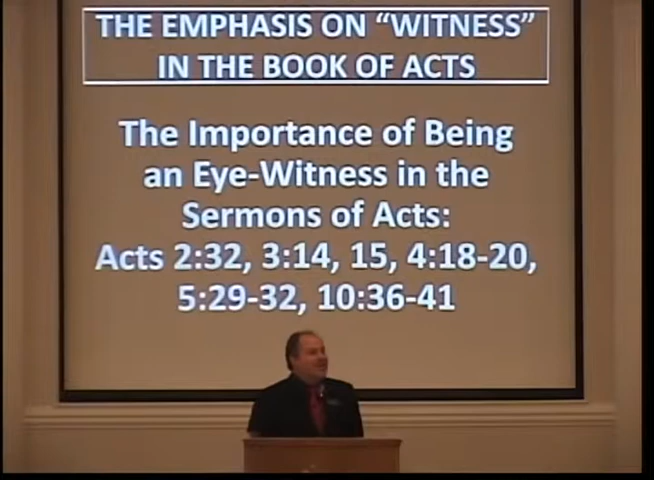 THE EMPHASIS ON “WITNESS”
IN THE BOOK OF ACTS
The Importance of Being
an Eye-Witness in the
Sermons of Acts:
Acts 2:32, 3:14, 15, 4:18-20,
5:29-32, 10:36-41